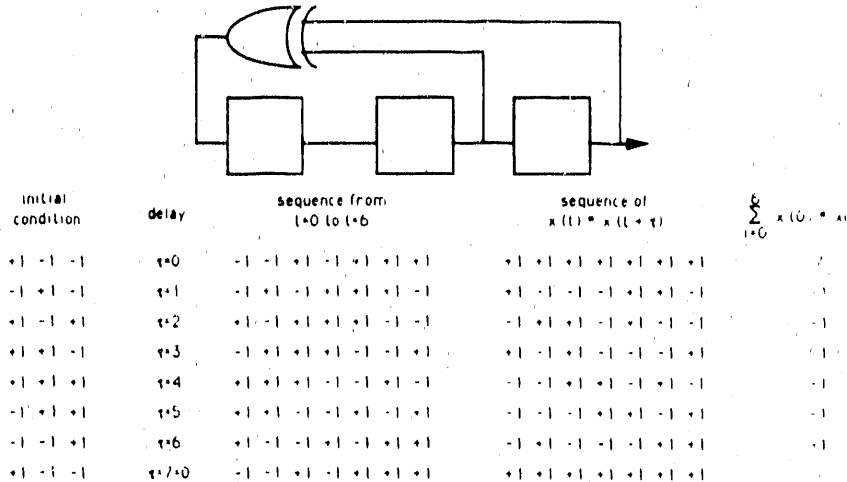 initial condition
delay
sequence from
t=0 to t=6
sequence of
x(t) * x(t + τ)
+1 -1 -1 τ=0 -1 -1 +1 -1 +1 +1 +1 +1 +1 +1 +1 +1 +1 +1
-1 +1 -1 τ=1 -1 +1 -1 +1 +1 +1 -1 +1 -1 -1 -1 +1 +1 -1 -1
+1 -1 +1 τ=2 +1 -1 +1 +1 +1 -1 -1 -1 +1 +1 -1 +1 -1 -1 -1
+1 +1 -1 τ=3 -1 +1 +1 +1 -1 -1 +1 +1 -1 +1 -1 -1 -1 +1
+1 +1 +1 τ=4 +1 +1 +1 -1 -1 +1 -1 -1 -1 +1 +1 -1 +1 -1 -1
-1 +1 +1 τ=5 +1 +1 -1 -1 +1 -1 +1 -1 -1 -1 +1 +1 -1 +1 -1
-1 -1 +1 τ=6 +1 -1 -1 +1 -1 +1 +1 -1 +1 -1 -1 -1 +1 +1
+1 -1 -1 τ=7=0 -1 -1 +1 -1 +1 +1 +1 +1 +1 +1 +1 +1 +1 +1